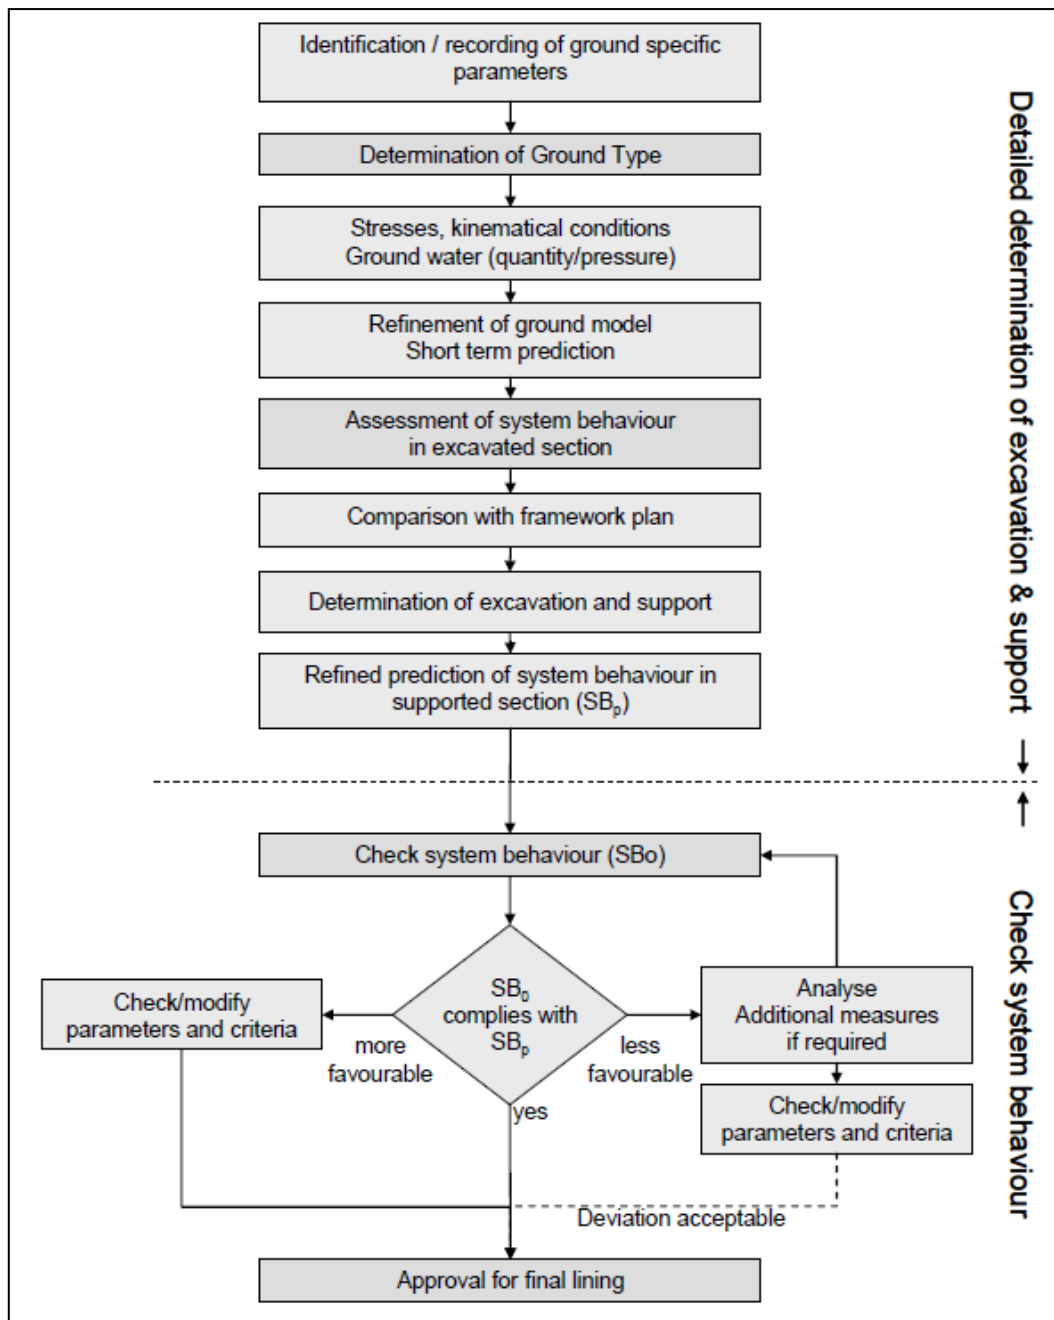 Identification / recording of ground specific
parameters
Determination of Ground Type
Stresses, kinematical conditions
Ground water (quantity/pressure)
Refinement of ground model
Short term prediction
Assessment of system behaviour
in excavated section
Comparison with framework plan
Determination of excavation and support
Refined prediction of system behaviour in
supported section (SBp)
Detailed determination of excavation & support
Check system behaviour (SBo)
SB0
complies with
SBp
more
favourable
less
favourable
yes
Check/modify
parameters and criteria
Analyse
Additional measures
if required
Check/modify
parameters and criteria
Deviation acceptable
Approval for final lining
Check system behaviour